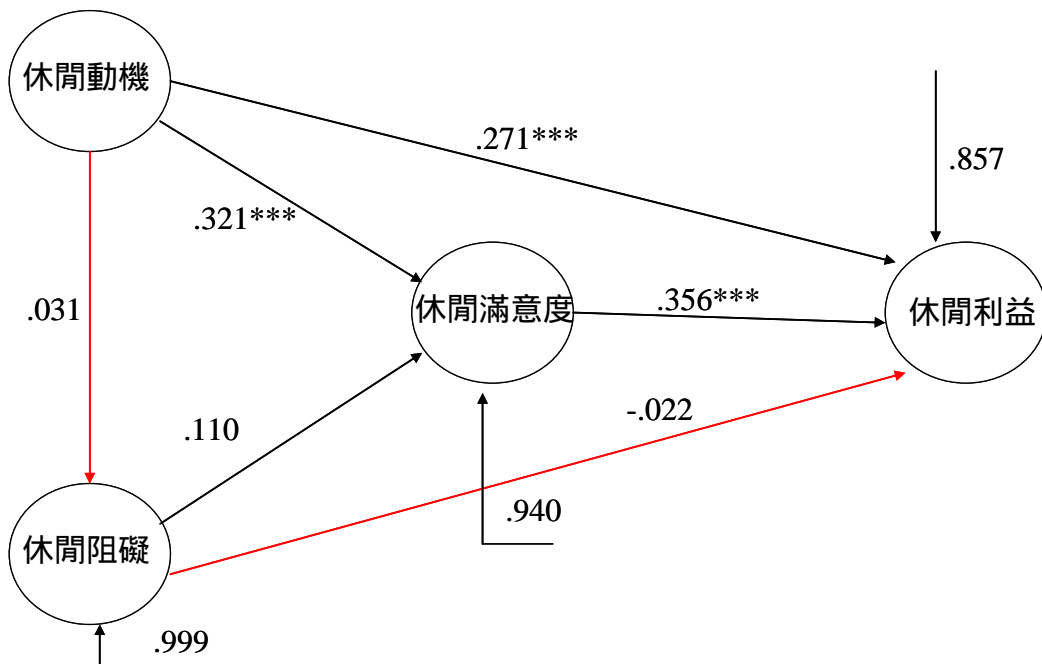 休閒動機
.271***
.857
.321***
.031
休閒滿意度
.356***
休閒利益
-.022
.110
.940
休閒阻礙
.999